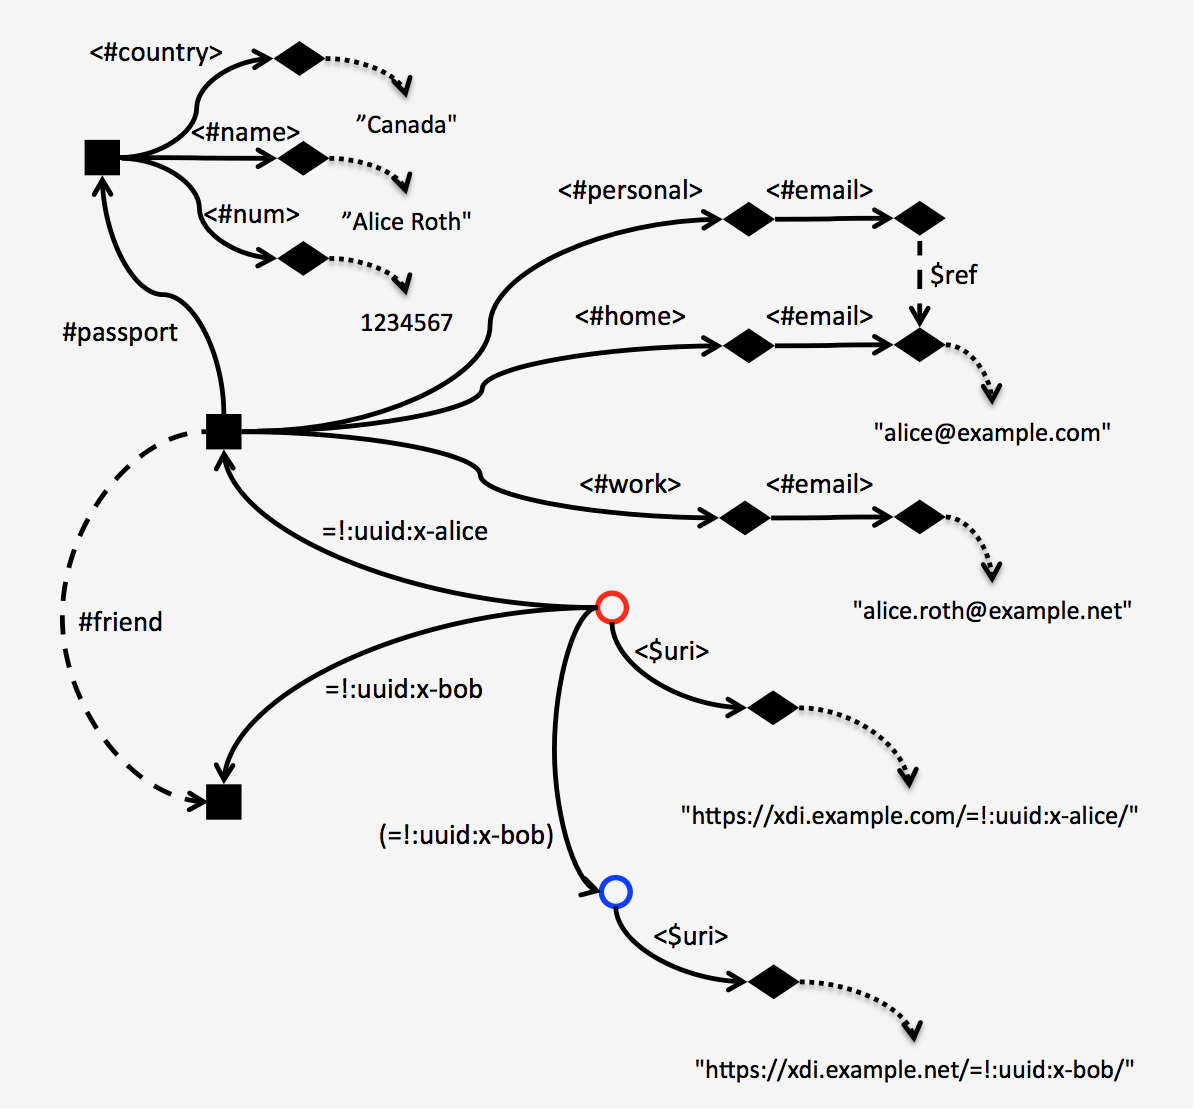 <#country>
”Canada"
<#name>
”Alice Roth"
<#num>
1234567
#passport
<#personal>
<#email>
$ref
<#home>
<#email>
"alice@example.com"
<#work>
<#email>
"alice.roth@example.net"
=!:uuid:x-alice
#friend
=!:uuid:x-bob
<$uri>
"https://xdi.example.com/=!:uuid:x-alice/"
(=!:uuid:x-bob)
<$uri>
"https://xdi.example.net/=!:uuid:x-bob/"